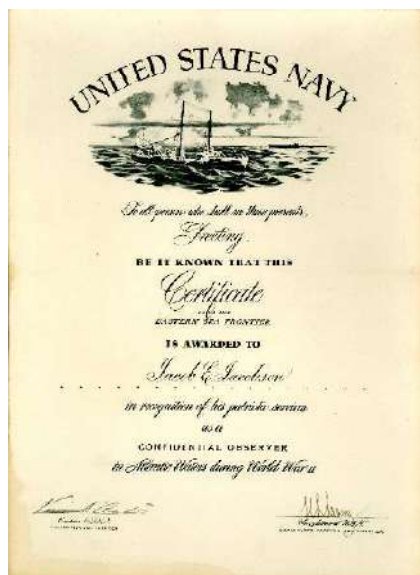 UNITED STATES NAVY
To all persons who shall see these presents,
Greeting.
BE IT KNOWN THAT THIS
Certificate
EASTERN SEA FRONTIER
IS AWARDED TO
Jacob E. Jacobson
in recognition of his patriotic services
as a
CONFIDENTIAL OBSERVER
in Atlantic Waters during World War II